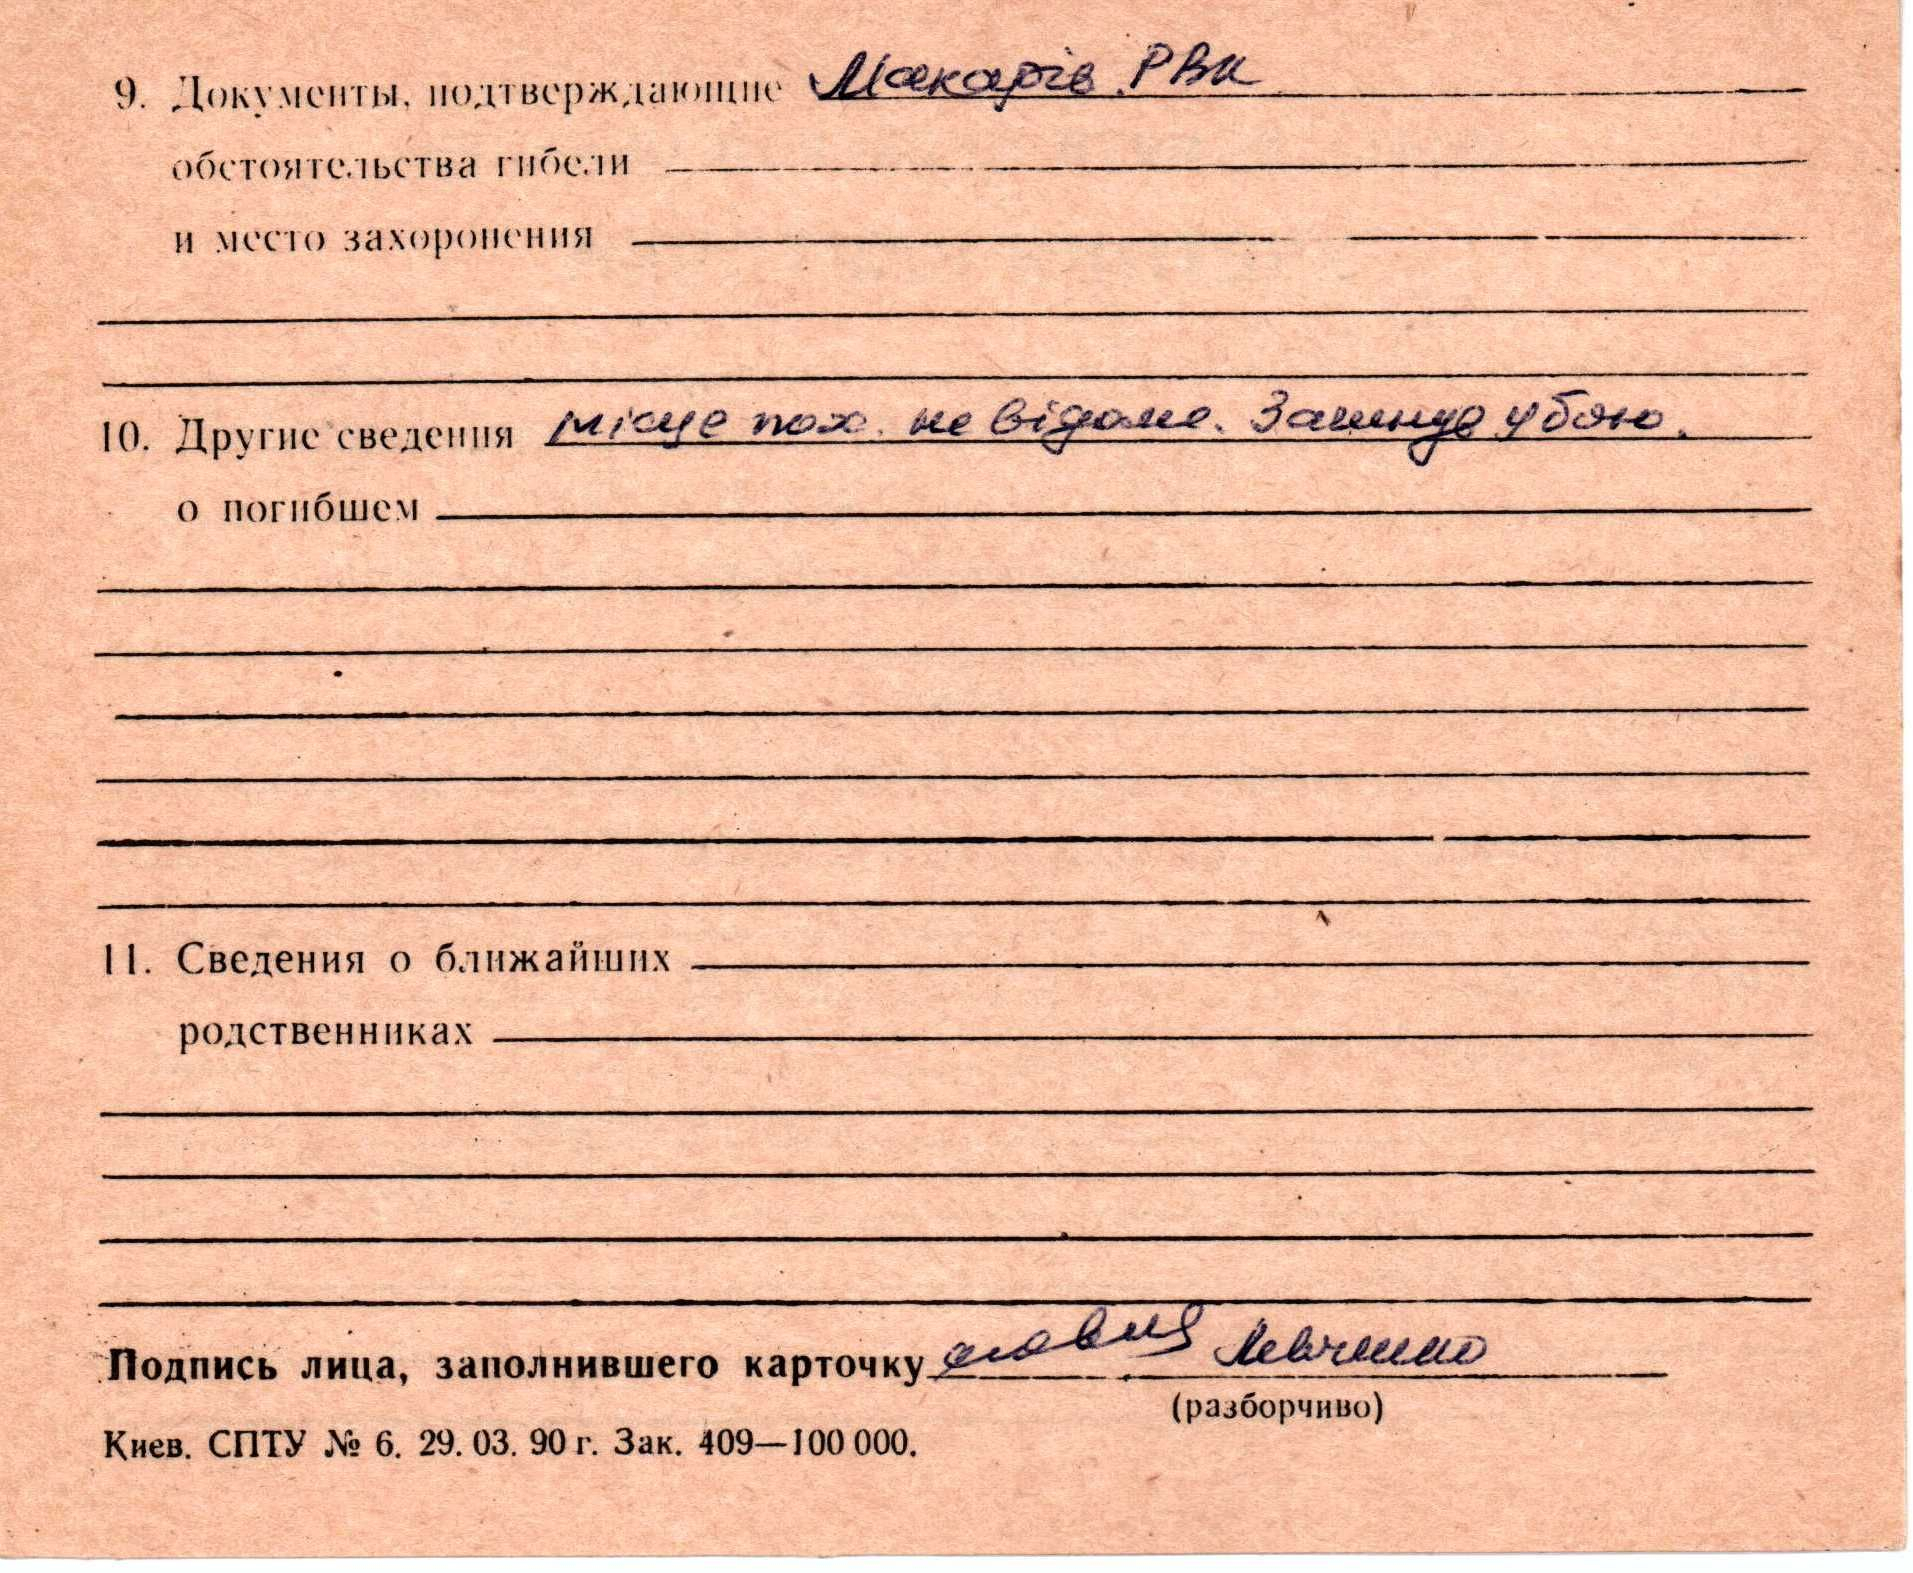 9. Документы, подтверждающие Макарів. РВК
обстоятельства гибели
и место захоронения
10. Другие сведения місце пох. не відоме. Загинув у бою.
о погибшем
11. Сведения о ближайших
родственниках
Подпись лица, заполнившего карточку Левченко
(разборчиво)
Киев. СПТУ № 6. 29. 03. 90 г. Зак. 409—100 000.